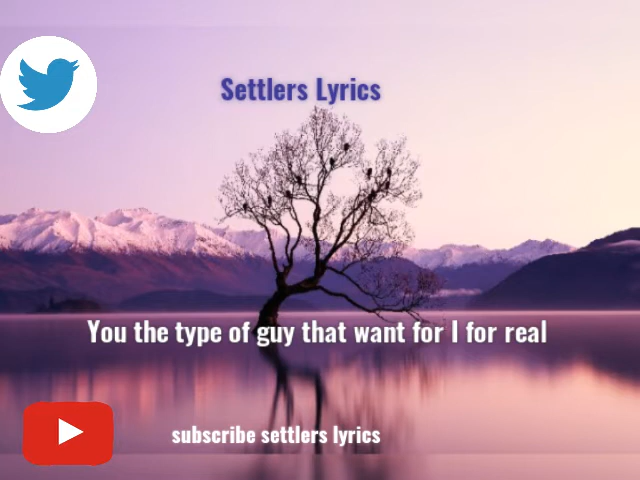 Settlers Lyrics
You the type of guy that want for I for real
subscribe settlers lyrics